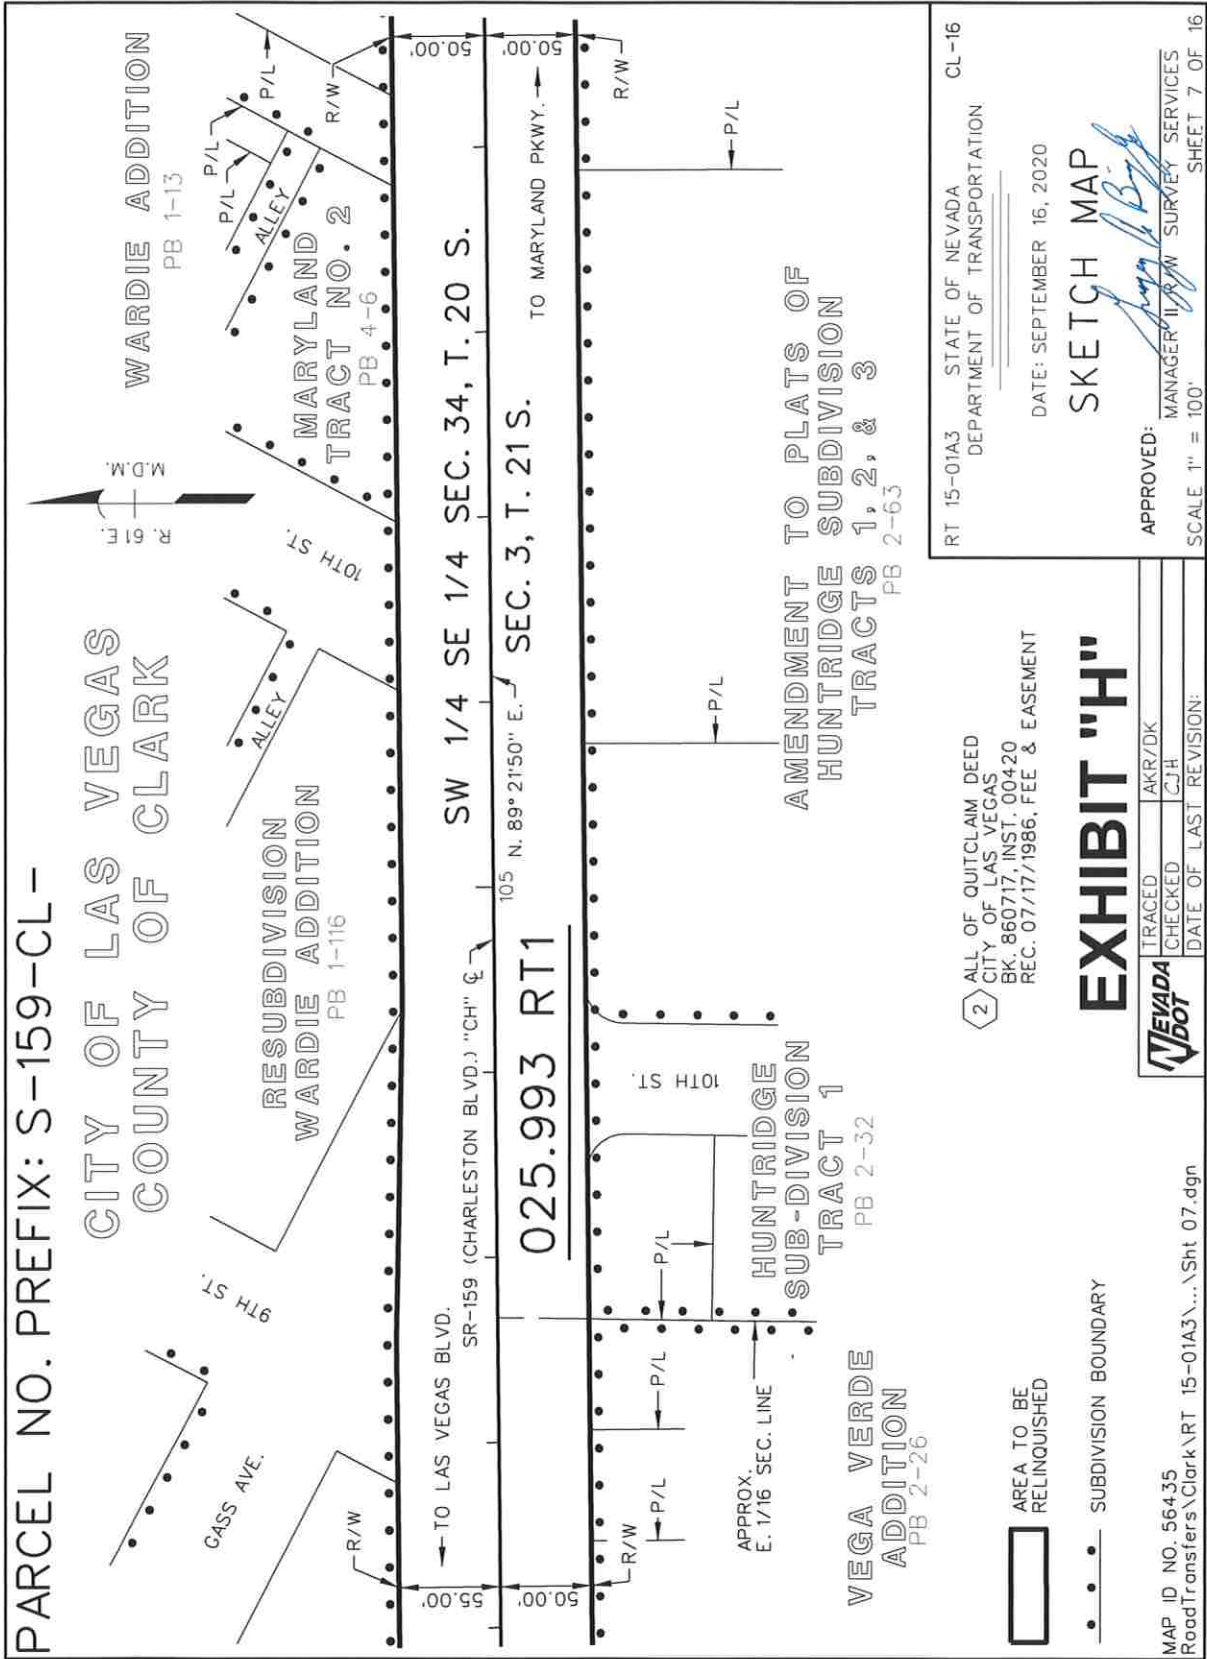 PARCEL NO. PREFIX: S-159-CL-
CITY OF LAS VEGAS
COUNTY OF CLARK
R. 61E.
M.D.M.
WARDIE ADDITION
PB 1-13
GASS AVE.
9TH ST.
RESUBDIVISION
WARDIE ADDITION
PB 1-116
ALLEY
10TH ST.
MARYLAND
TRACT NO. 2
PB 4-6
ALLEY
P/L
P/L
P/L
R/W
R/W
55.00'
50.00'
50.00'
50.00'
TO LAS VEGAS BLVD.
SR-159 (CHARLESTON BLVD.) "CH" ℄
105
N. 89° 21'50" E.
SW 1/4 SE 1/4 SEC. 34, T. 20 S.
SEC. 3, T. 21 S.
TO MARYLAND PKWY.
025.993 RT1
R/W
R/W
P/L
P/L
P/L
P/L
P/L
APPROX.
E. 1/16 SEC. LINE
10TH ST.
VEGA VERDE
ADDITION
PB 2-26
HUNTRIDGE
SUB-DIVISION
TRACT 1
PB 2-32
AMENDMENT TO PLATS OF
HUNTRIDGE SUBDIVISION
TRACTS 1, 2, & 3
PB 2-63
AREA TO BE
RELINQUISHED
SUBDIVISION BOUNDARY
2 ALL OF QUITCLAIM DEED
CITY OF LAS VEGAS
BK. 860717, INST. 00420
REC. 07/17/1986, FEE & EASEMENT
EXHIBIT "H"
MAP ID NO. 56435
RoadTransfers\Clark\RT 15-01A3\...\Sht 07.dgn
NEVADA
DOT
TRACED AKR/DK
CHECKED CJH
DATE OF LAST REVISION:
RT 15-01A3 STATE OF NEVADA CL-16
DEPARTMENT OF TRANSPORTATION
DATE: SEPTEMBER 16, 2020
SKETCH MAP
APPROVED:
MANAGER II, R/W SURVEY SERVICES
SCALE 1" = 100' SHEET 7 OF 16